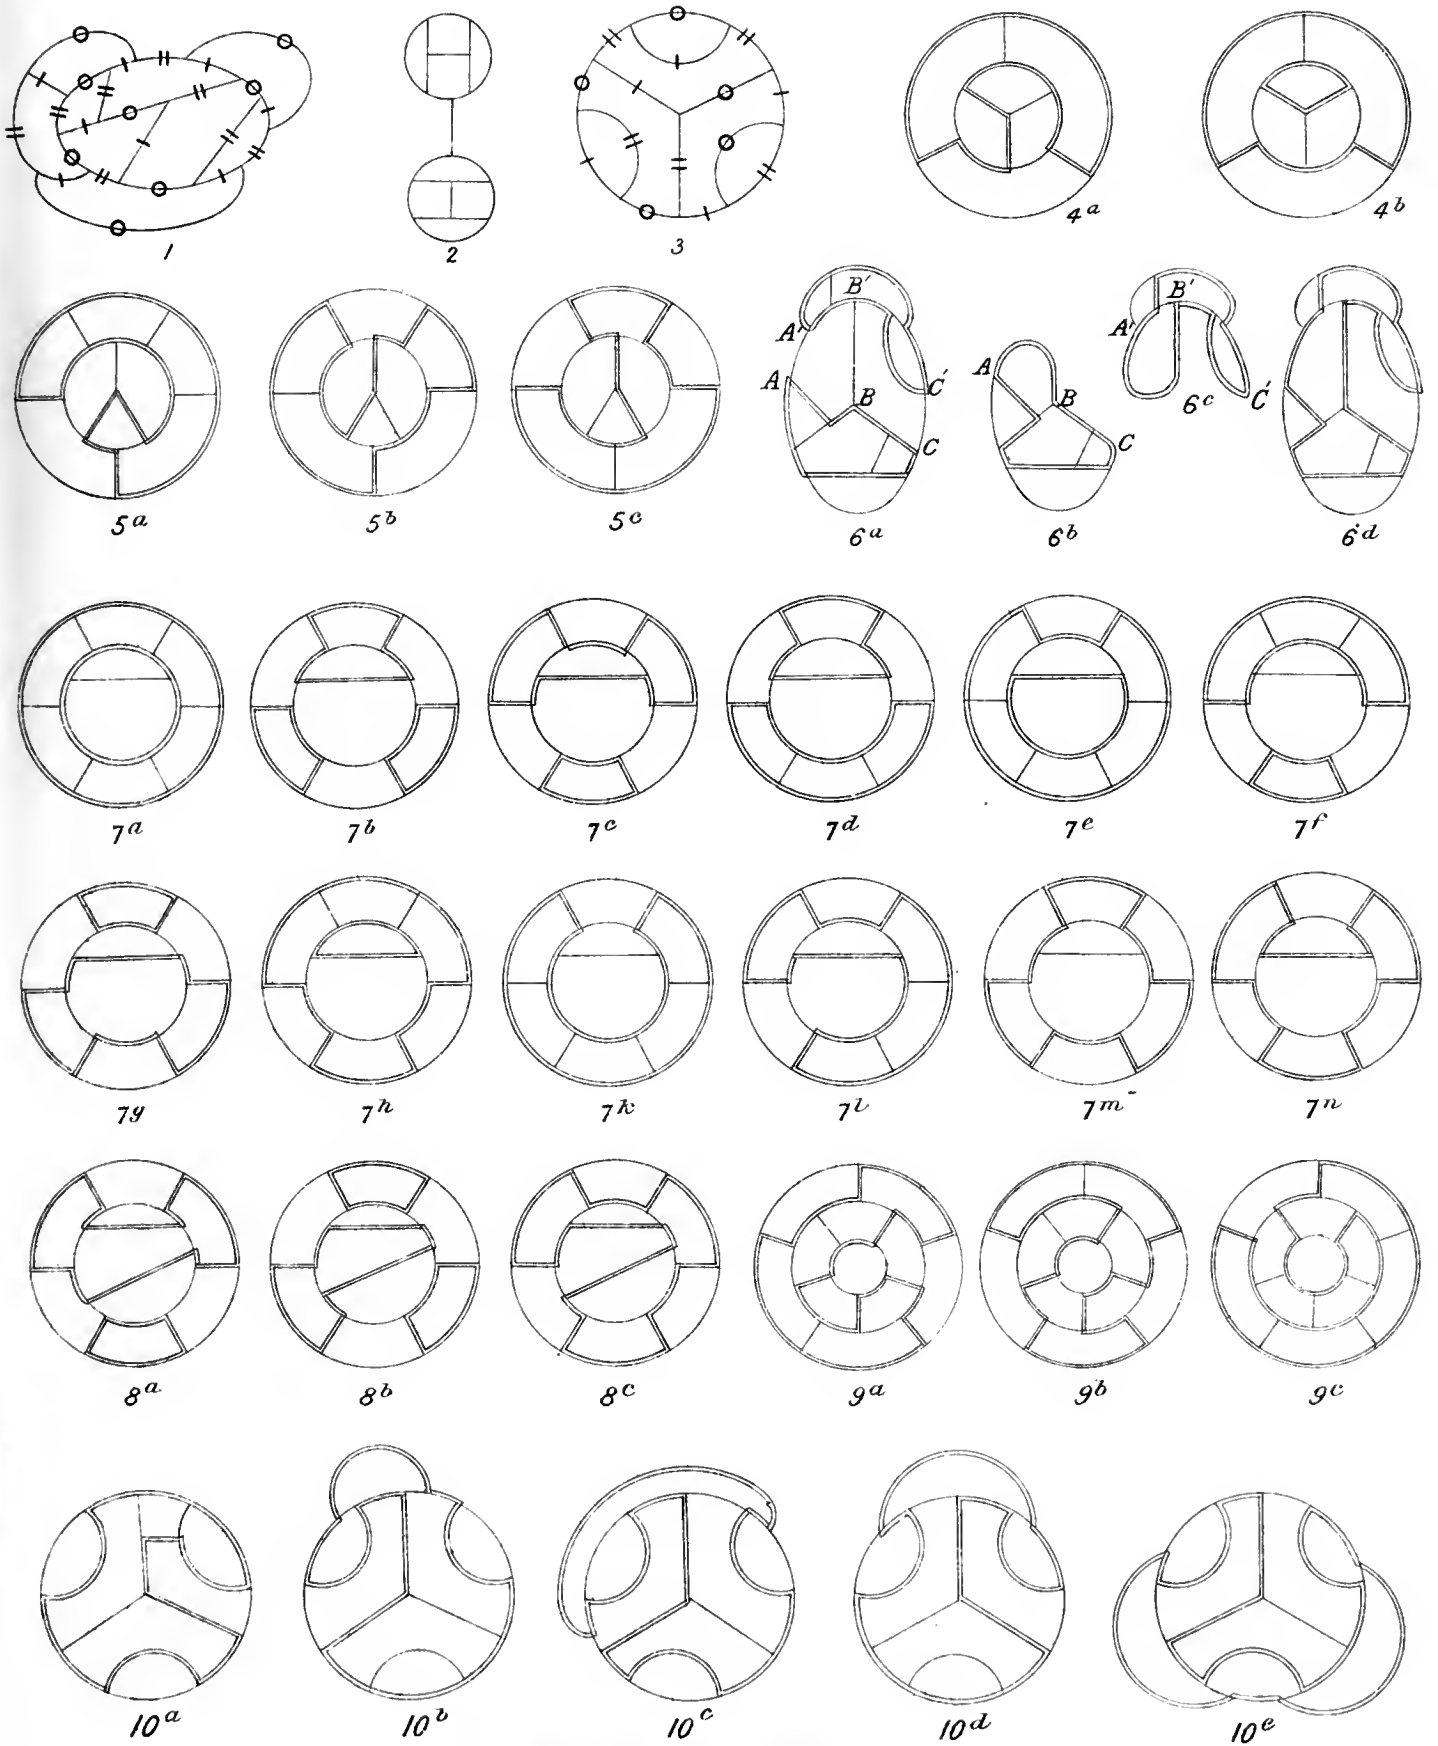 1 2 3 4a 4b
A' B' A B C' C A B C A' B' C'
5a 5b 5c 6a 6b 6c 6d
7a 7b 7c 7d 7e 7f
7g 7h 7k 7l 7m 7n
8a 8b 8c 9a 9b 9c
10a 10b 10c 10d 10e